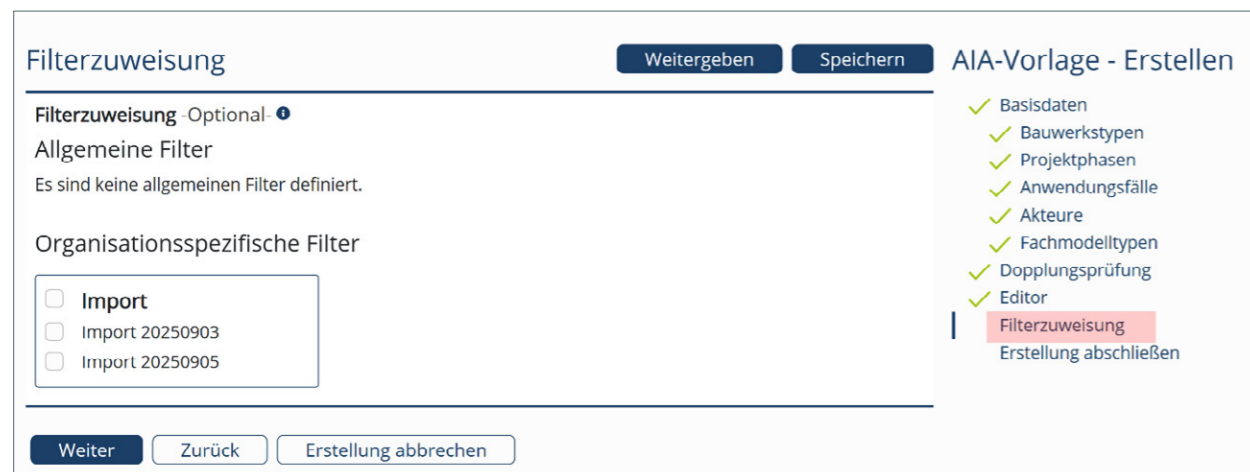 Filterzuweisung
Weitergeben
Speichern
Filterzuweisung -Optional-
Allgemeine Filter
Es sind keine allgemeinen Filter definiert.
Organisationsspezifische Filter
Import
Import 20250903
Import 20250905
Weiter
Zurück
Erstellung abbrechen
AIA-Vorlage - Erstellen
Basisdaten
Bauwerkstypen
Projektphasen
Anwendungsfälle
Akteure
Fachmodelltypen
Dopplungsprüfung
Editor
Filterzuweisung
Erstellung abschließen